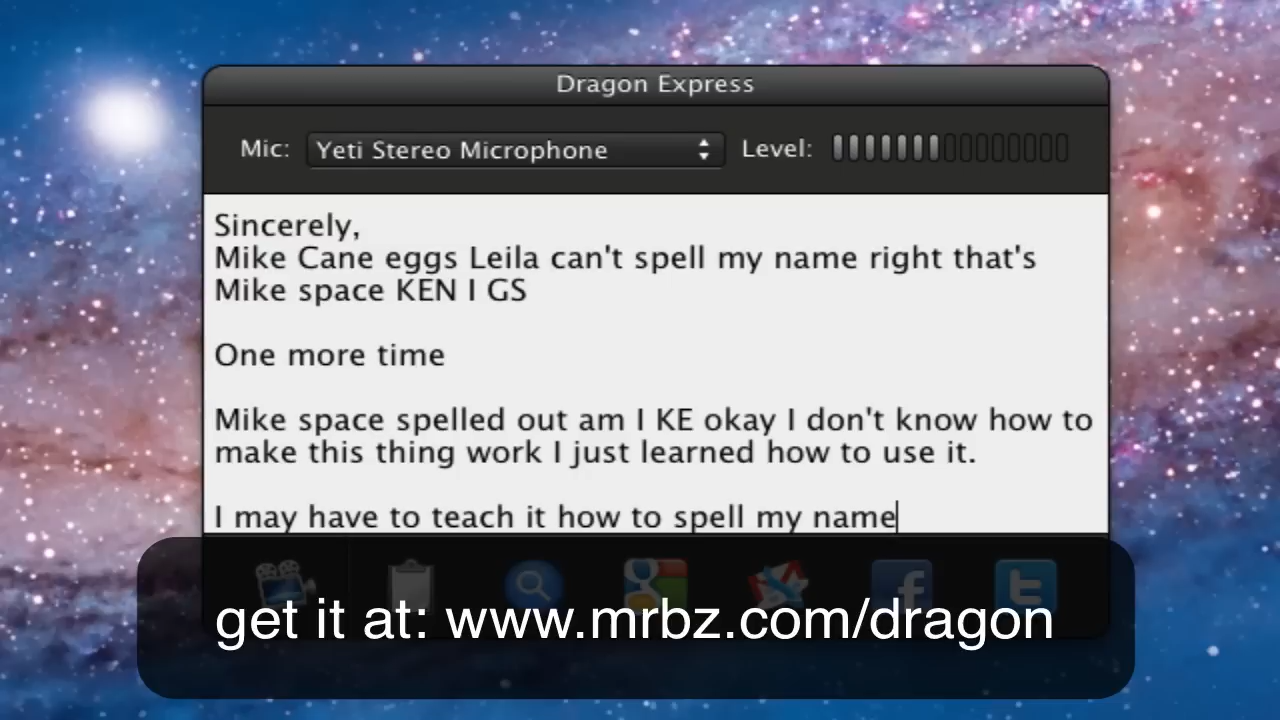 Dragon Express
Mic: Yeti Stereo Microphone Level:
Sincerely,
Mike Cane eggs Leila can't spell my name right that's
Mike space KEN I GS
One more time
Mike space spelled out am I KE okay I don't know how to
make this thing work I just learned how to use it.
I may have to teach it how to spell my name
get it at: www.mrbz.com/dragon